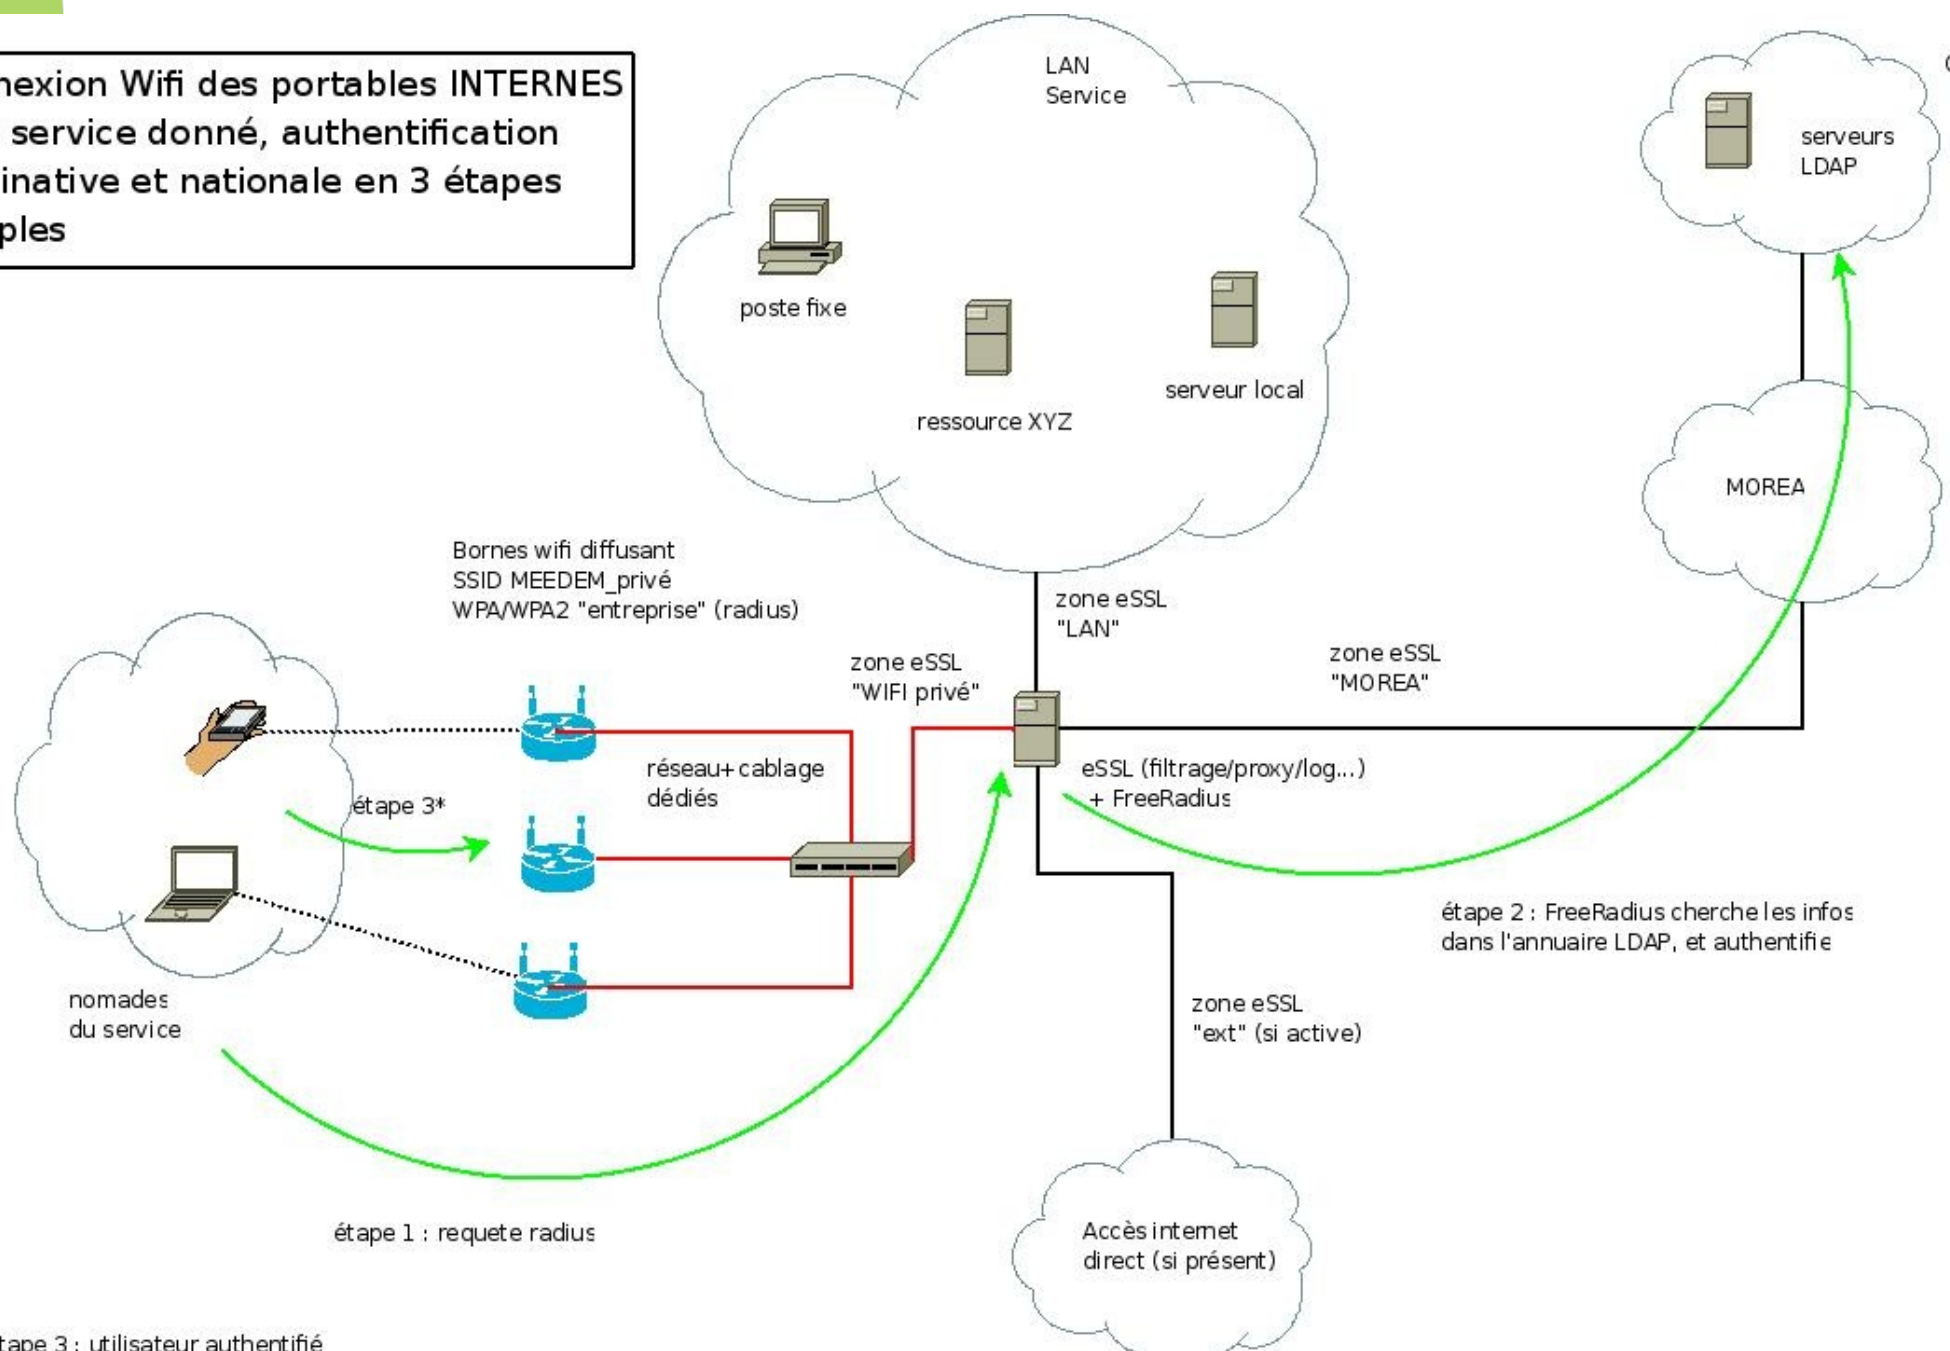 nexion Wifi des portables INTERNES
service donné, authentification
inative et nationale en 3 étapes
ples
LAN
Service
serveurs
LDAP
poste fixe
ressource XYZ
serveur local
MOREA
Bornes wifi diffusant
SSID MEEDEM_privé
WPA/WPA2 "entreprise" (radius)
zone eSSL
"LAN"
zone eSSL
"WIFI privé"
zone eSSL
"MOREA"
réseau+cablage
dédiés
eSSL (filtrage/proxy/log...)
+ FreeRadius
étape 3*
étape 2 : FreeRadius cherche les infos
dans l'annuaire LDAP, et authentifie
nomades
du service
zone eSSL
"ext" (si active)
étape 1 : requete radius
Accès internet
direct (si présent)
tape 3 : utilisateur authentifié